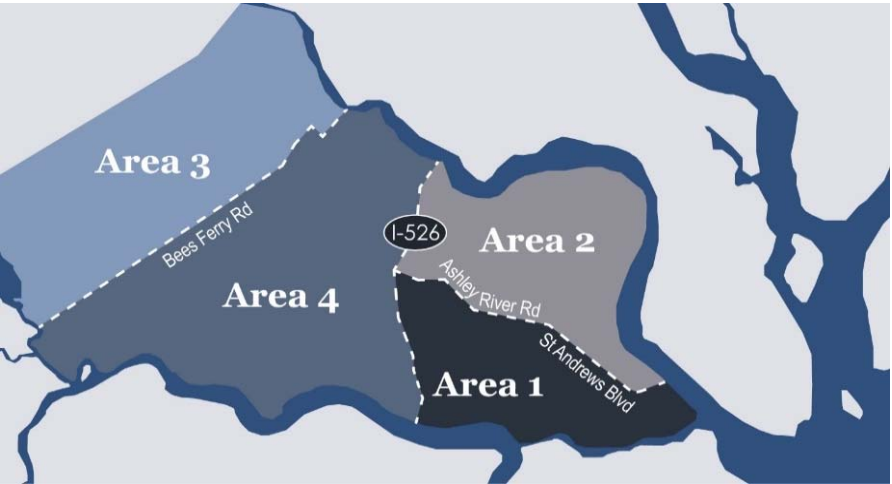 Area 3
Bees Ferry Rd
I-526
Area 2
Area 4
Ashley River Rd
St Andrews Blvd
Area 1